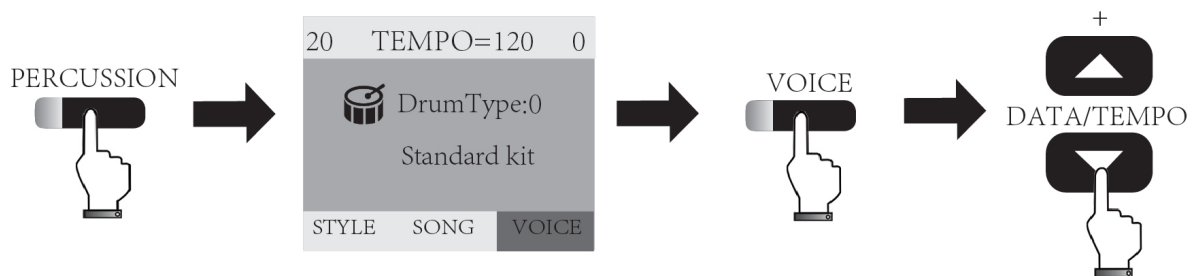 PERCUSSION
20 TEMPO=120 0
DrumType:0
Standard kit
STYLE SONG VOICE
VOICE
+
DATA/TEMPO